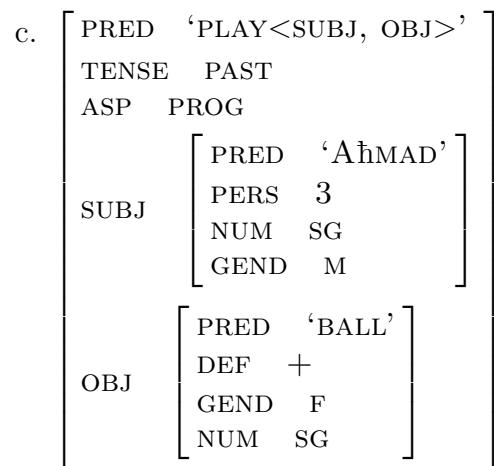 c. PRED ‘PLAY<SUBJ, OBJ>’
TENSE PAST
ASP PROG
SUBJ
PRED ‘AħMAD’
PERS 3
NUM SG
GEND M
OBJ
PRED ‘BALL’
DEF +
GEND F
NUM SG